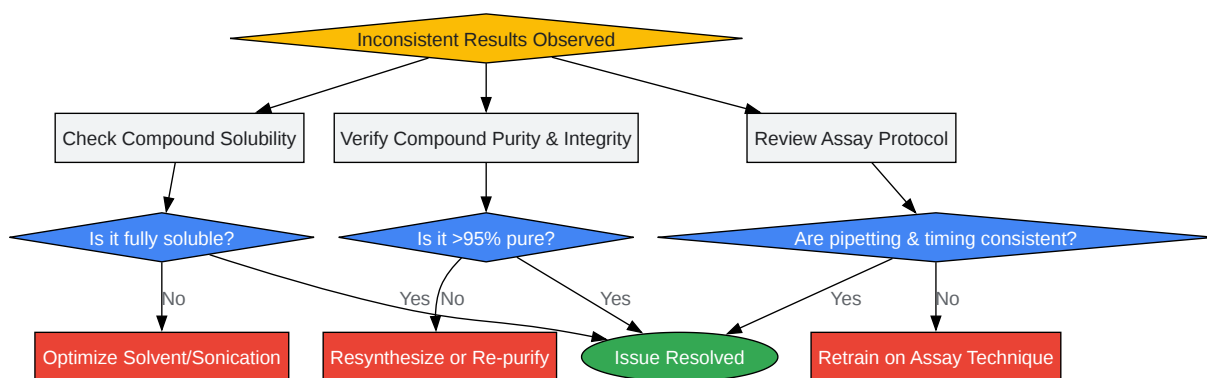 Inconsistent Results Observed
Check Compound Solubility
Verify Compound Purity & Integrity
Review Assay Protocol
Is it fully soluble?
Is it >95% pure?
Are pipetting & timing consistent?
No
Yes
No
Yes
Yes
No
Optimize Solvent/Sonication
Resynthesize or Re-purify
Issue Resolved
Retrain on Assay Technique